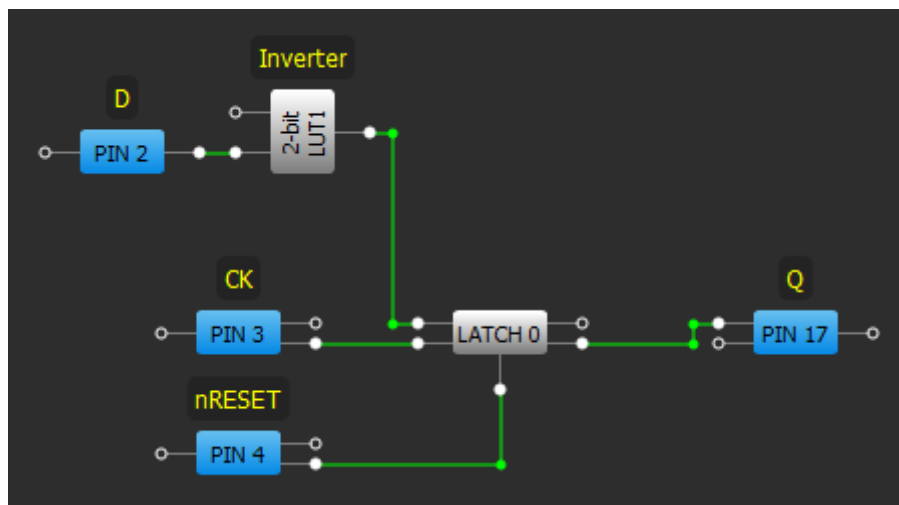 Inverter
D
2-bit
LUT1
PIN 2
CK
Q
PIN 3
LATCH 0
PIN 17
nRESET
PIN 4